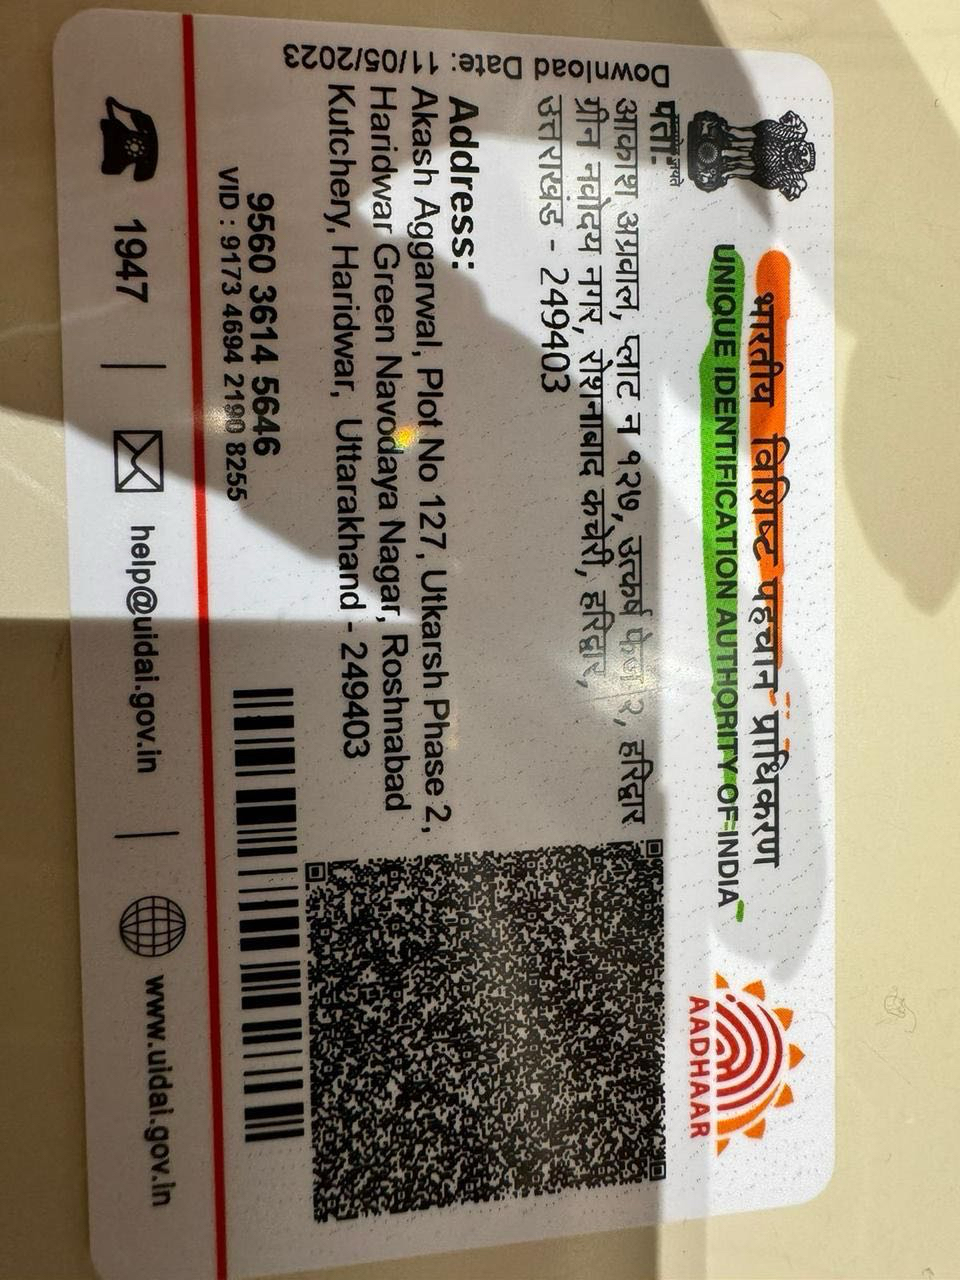 भारतीय विशिष्ट पहचान प्राधिकरण
UNIQUE IDENTIFICATION AUTHORITY OF INDIA
AADHAAR
Download Date: 11/05/2023
पता:
आकाश अग्रवाल, प्लाट न १२७, उत्कर्ष २, हरिद्वार
ग्रीन नवोदय नगर, रोशनाबाद कचेरी, हरिद्वार,
उत्तराखंड - 249403
Address:
Akash Aggarwal, Plot No 127, Utkarsh Phase 2,
Haridwar Green Navodaya Nagar, Roshnabad
Kutchery, Haridwar, Uttarakhand - 249403
9560 3614 5646
VID : 9173 4694 2190 8255
1947 | help@uidai.gov.in | www.uidai.gov.in